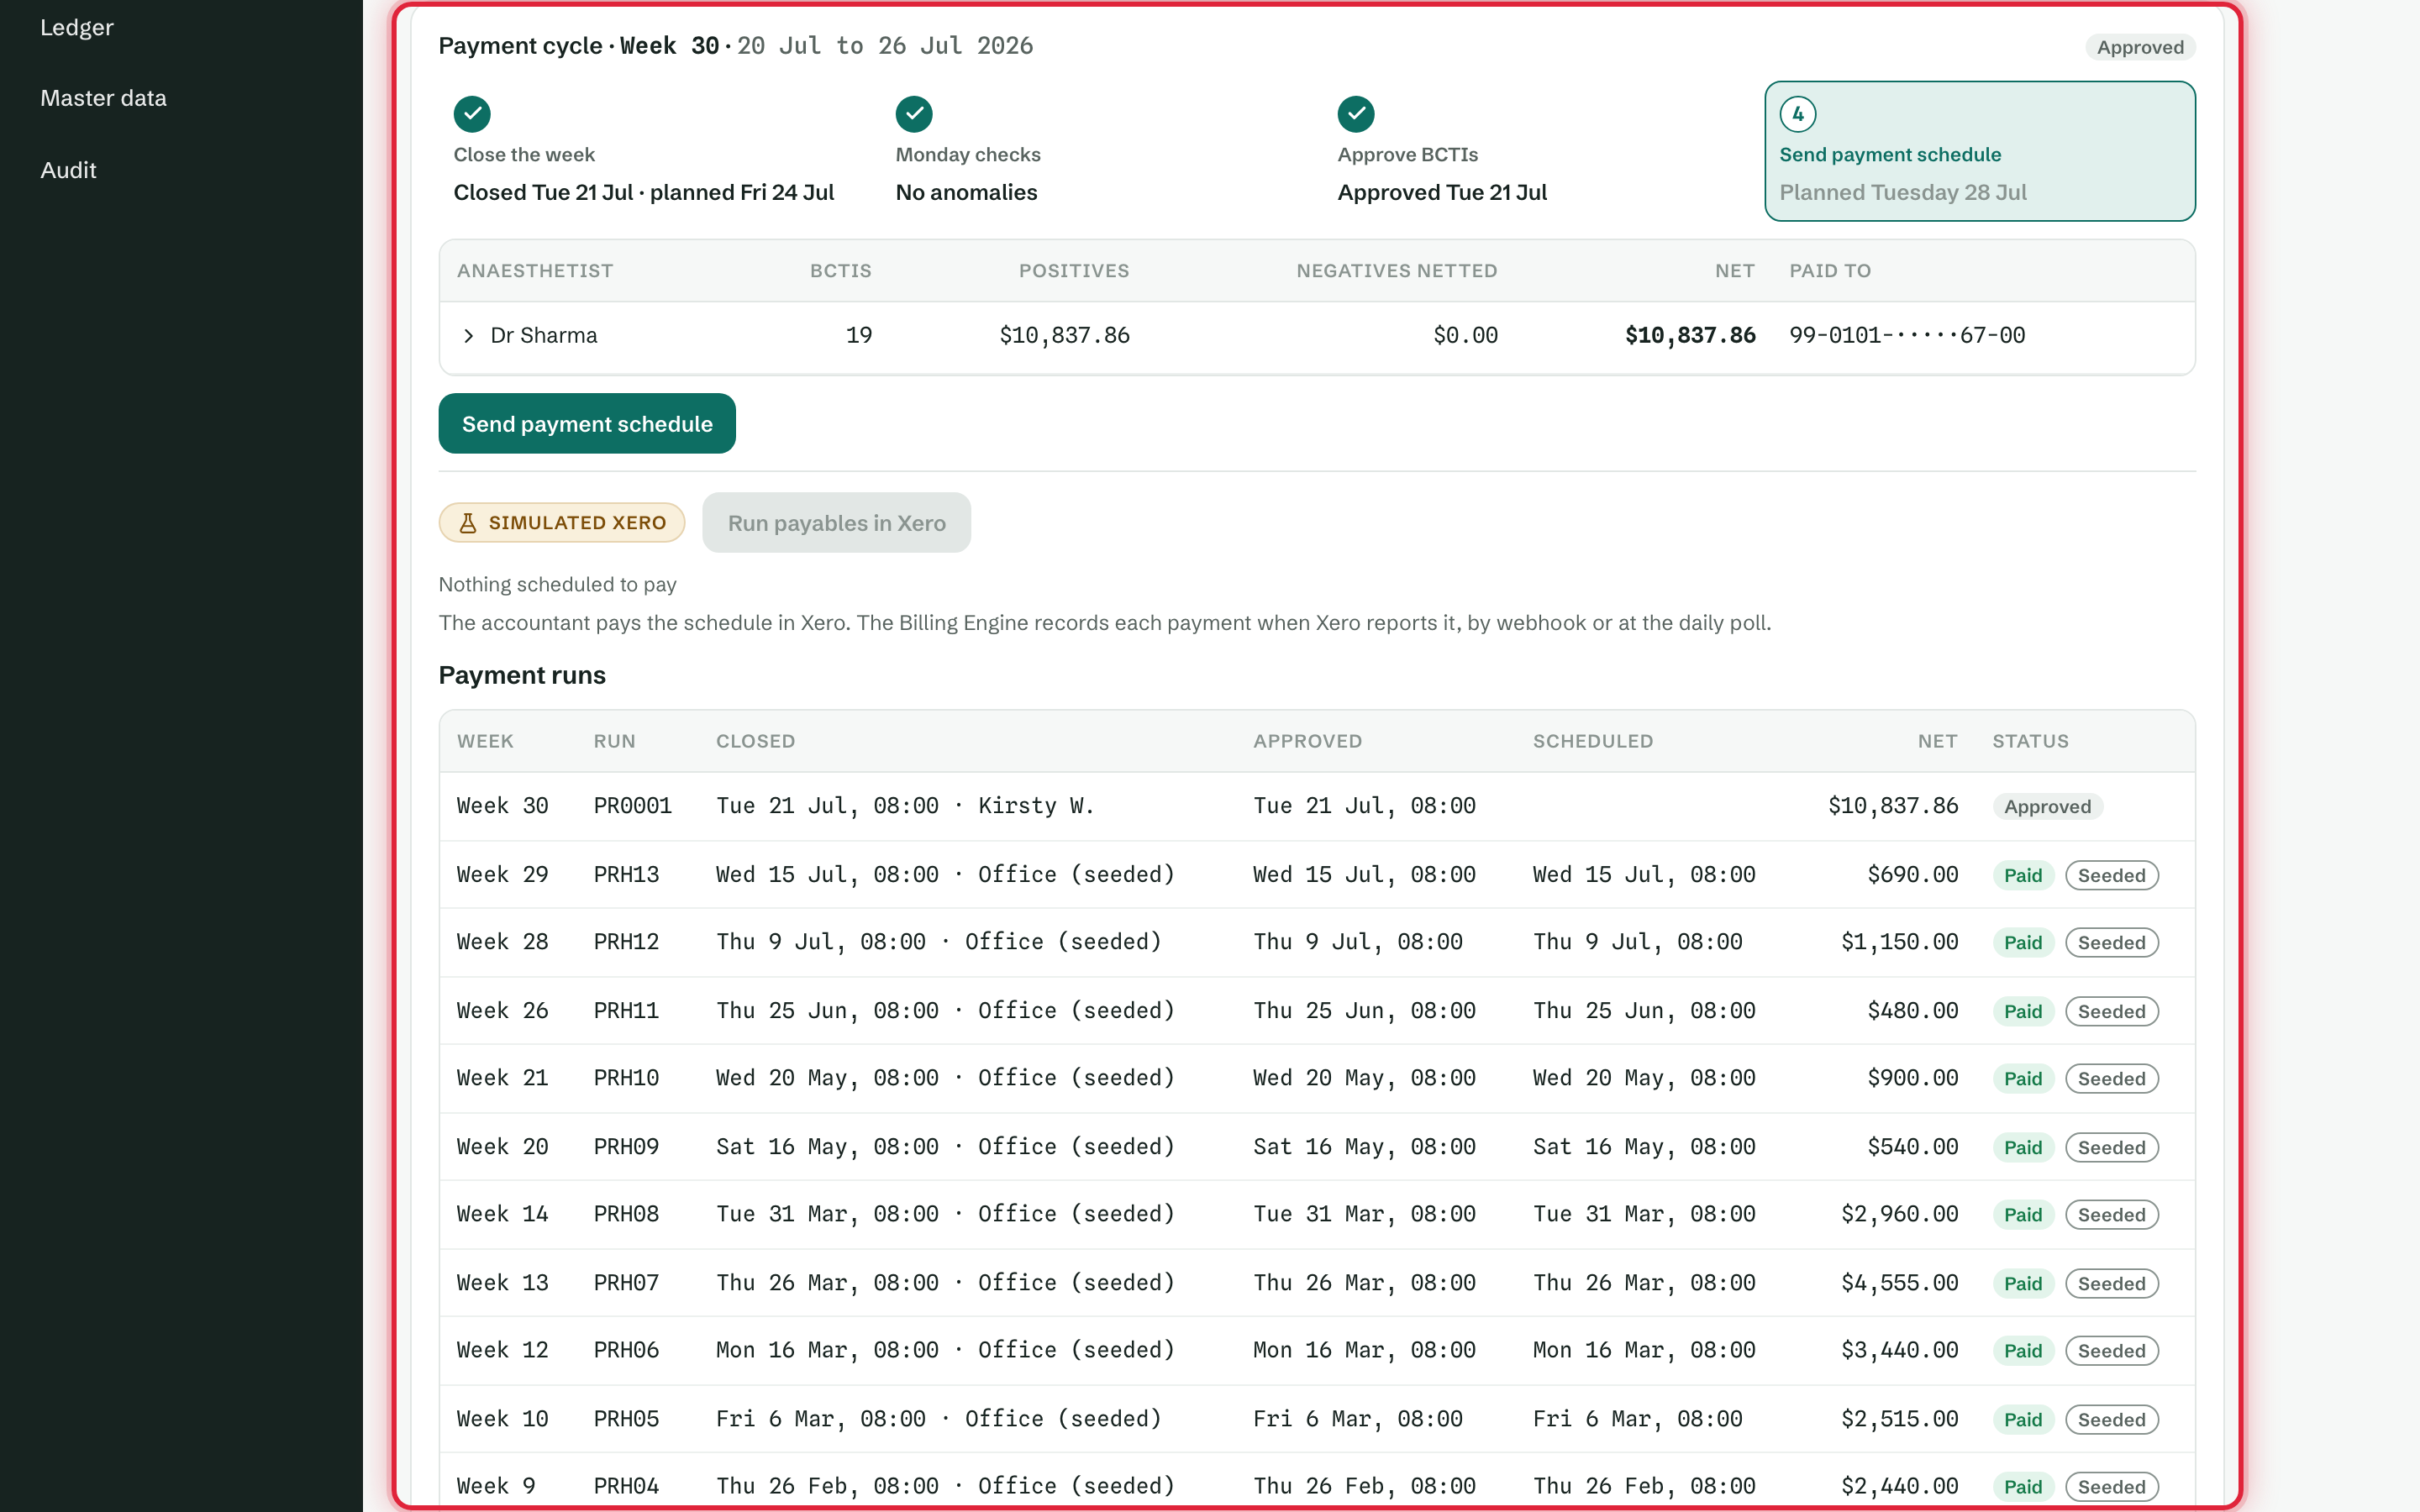 Ledger
Master data
Audit
Payment cycle · Week 30 · 20 Jul to 26 Jul 2026
Approved
Close the week
Closed Tue 21 Jul · planned Fri 24 Jul
Monday checks
No anomalies
Approve BCTIs
Approved Tue 21 Jul
4
Send payment schedule
Planned Tuesday 28 Jul
ANAESTHETIST BCTIS POSITIVES NEGATIVES NETTED NET PAID TO
Dr Sharma 19 $10,837.86 $0.00 $10,837.86 99-0101-·····67-00
Send payment schedule
SIMULATED XERO
Run payables in Xero
Nothing scheduled to pay
The accountant pays the schedule in Xero. The Billing Engine records each payment when Xero reports it, by webhook or at the daily poll.
Payment runs
WEEK RUN CLOSED APPROVED SCHEDULED NET STATUS
Week 30 PR0001 Tue 21 Jul, 08:00 · Kirsty W. Tue 21 Jul, 08:00 $10,837.86 Approved
Week 29 PRH13 Wed 15 Jul, 08:00 · Office (seeded) Wed 15 Jul, 08:00 Wed 15 Jul, 08:00 $690.00 Paid Seeded
Week 28 PRH12 Thu 9 Jul, 08:00 · Office (seeded) Thu 9 Jul, 08:00 Thu 9 Jul, 08:00 $1,150.00 Paid Seeded
Week 26 PRH11 Thu 25 Jun, 08:00 · Office (seeded) Thu 25 Jun, 08:00 Thu 25 Jun, 08:00 $480.00 Paid Seeded
Week 21 PRH10 Wed 20 May, 08:00 · Office (seeded) Wed 20 May, 08:00 Wed 20 May, 08:00 $900.00 Paid Seeded
Week 20 PRH09 Sat 16 May, 08:00 · Office (seeded) Sat 16 May, 08:00 Sat 16 May, 08:00 $540.00 Paid Seeded
Week 14 PRH08 Tue 31 Mar, 08:00 · Office (seeded) Tue 31 Mar, 08:00 Tue 31 Mar, 08:00 $2,960.00 Paid Seeded
Week 13 PRH07 Thu 26 Mar, 08:00 · Office (seeded) Thu 26 Mar, 08:00 Thu 26 Mar, 08:00 $4,555.00 Paid Seeded
Week 12 PRH06 Mon 16 Mar, 08:00 · Office (seeded) Mon 16 Mar, 08:00 Mon 16 Mar, 08:00 $3,440.00 Paid Seeded
Week 10 PRH05 Fri 6 Mar, 08:00 · Office (seeded) Fri 6 Mar, 08:00 Fri 6 Mar, 08:00 $2,515.00 Paid Seeded
Week 9 PRH04 Thu 26 Feb, 08:00 · Office (seeded) Thu 26 Feb, 08:00 Thu 26 Feb, 08:00 $2,440.00 Paid Seeded